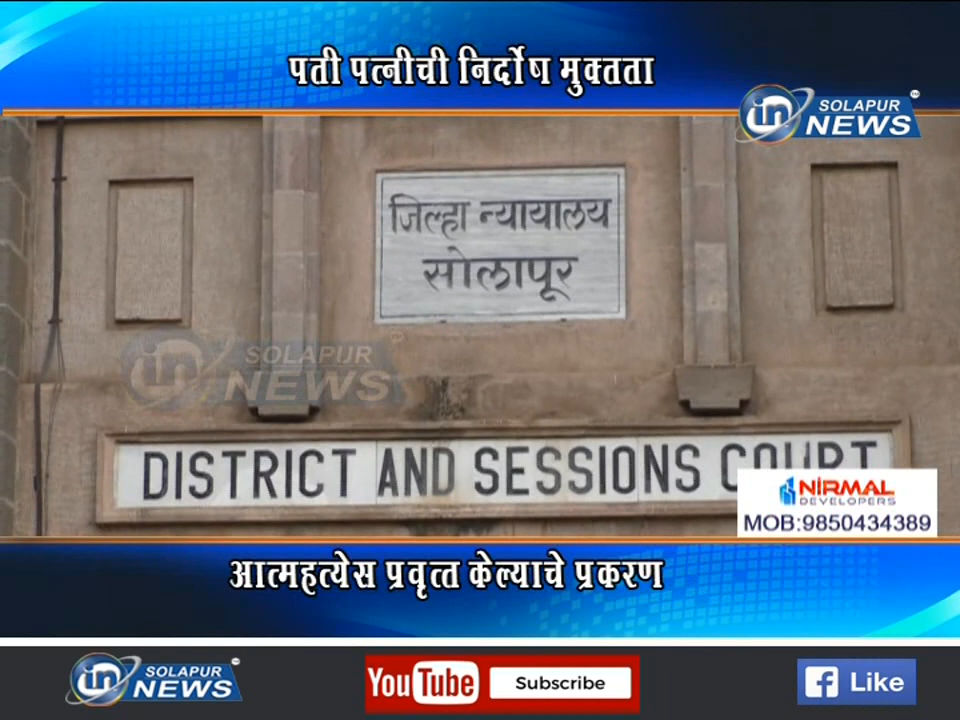 पती पत्नीची निर्दोष मुक्तता
in SOLAPUR NEWS
जिल्हा न्यायालय
सोलापूर
in SOLAPUR NEWS
DISTRICT AND SESSIONS COURT
NIRMAL
DEVELOPERS
MOB:9850434389
आत्महत्येस प्रवृत्त केल्याचे प्रकरण
in SOLAPUR NEWS
YouTube Subscribe
f Like